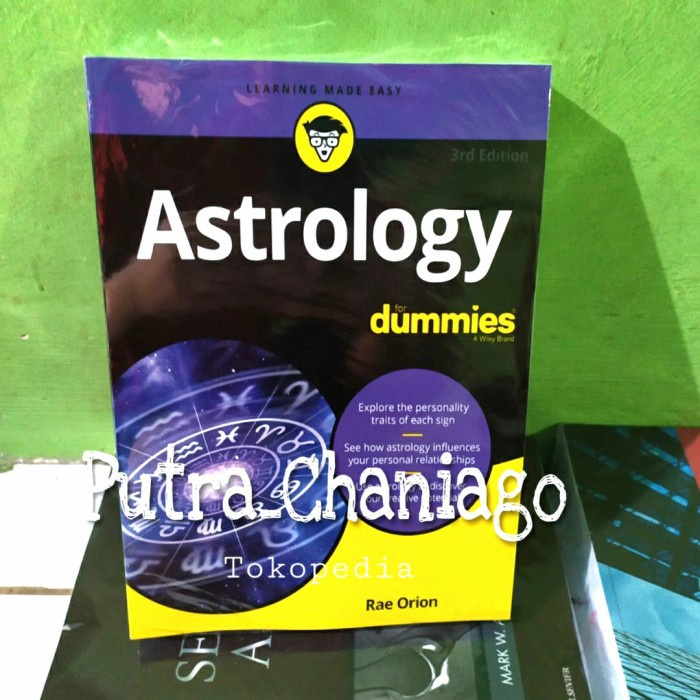 LEARNING MADE EASY
3rd Edition
Astrology
for
dummies
A Wiley Brand
Explore the personality
traits of each sign
See how astrology influences
your personal relationships
Putra_Chaniago
Tokopedia
Rae Orion
MARK W.